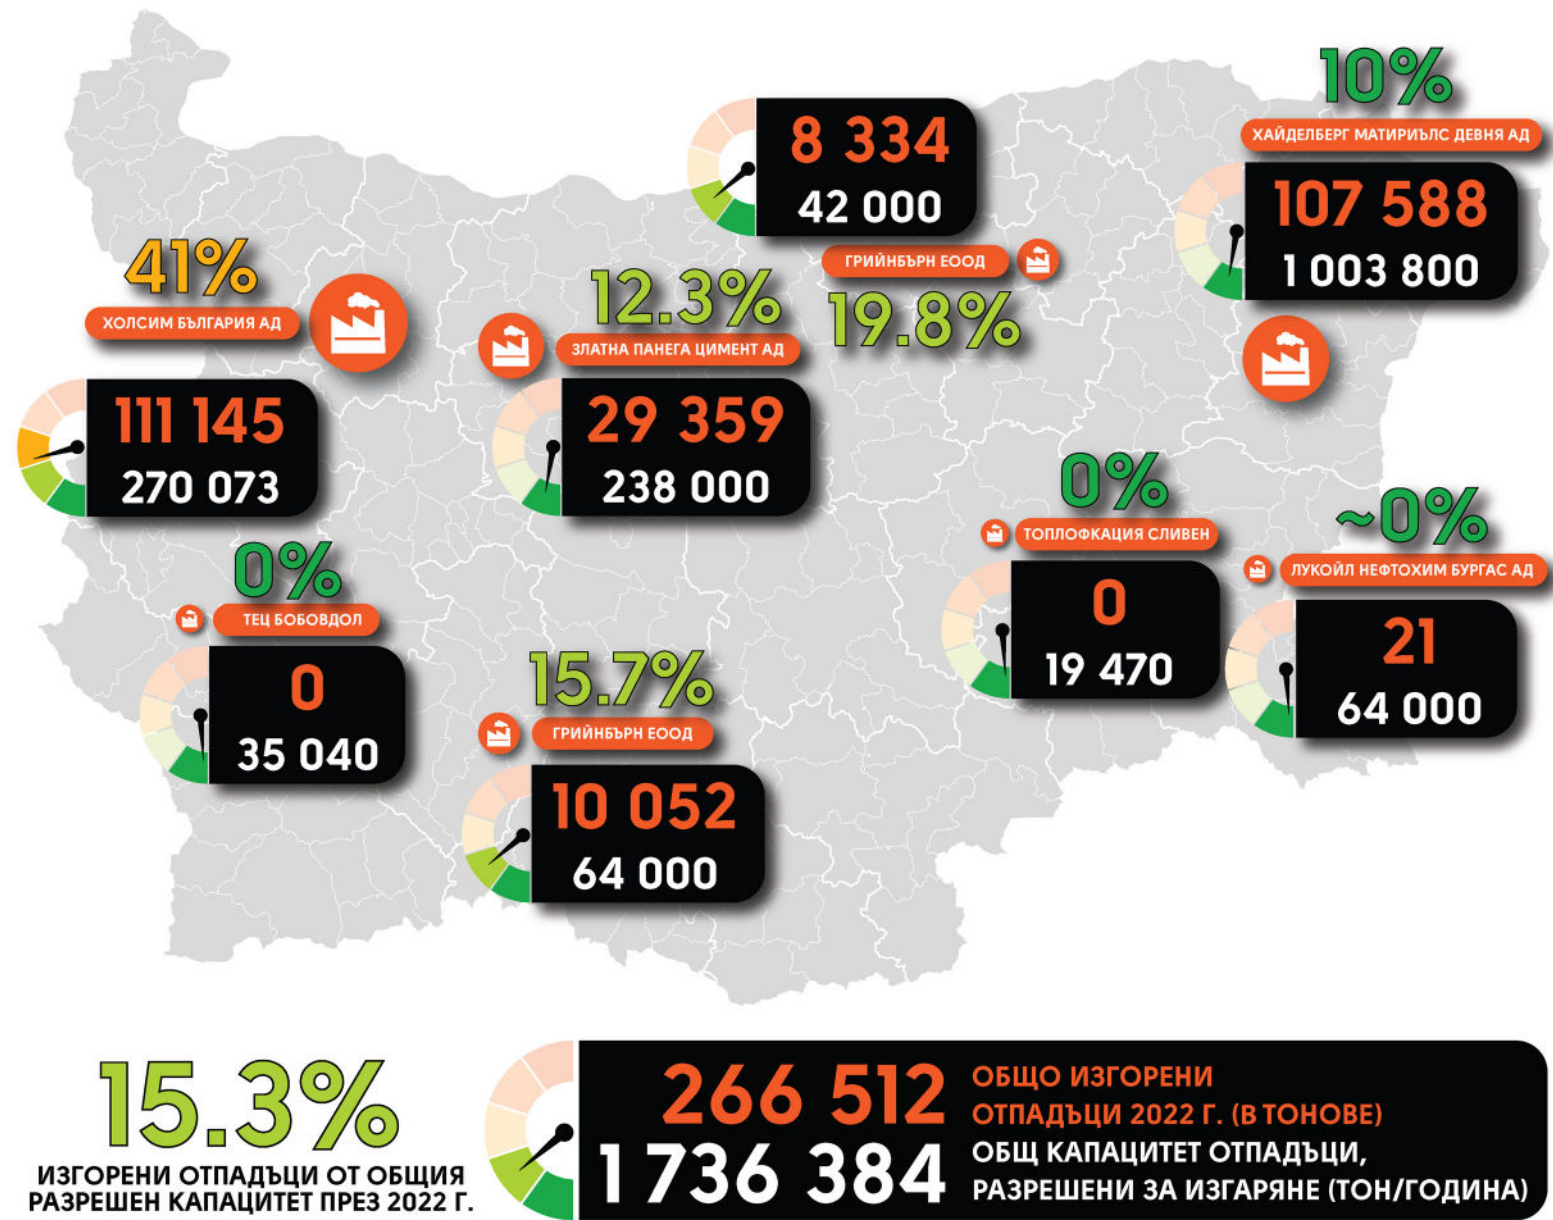 10%
ХАЙДЕЛБЕРГ МАТИРИЪЛС ДЕВНЯ АД
107 588
1 003 800
8 334
42 000
ГРИЙНБЪРН ЕООД
19.8%
41%
ХОЛСИМ БЪЛГАРИЯ АД
111 145
270 073
12.3%
ЗЛАТНА ПАНЕГА ЦИМЕНТ АД
29 359
238 000
0%
ТОПЛОФКАЦИЯ СЛИВЕН
0
19 470
~0%
ЛУКОЙЛ НЕФТОХИМ БУРГАС АД
21
64 000
0%
ТЕЦ БОБОВДОЛ
0
35 040
15.7%
ГРИЙНБЪРН ЕООД
10 052
64 000
15.3%
ИЗГОРЕНИ ОТПАДЪЦИ ОТ ОБЩИЯ
РАЗРЕШЕН КАПАЦИТЕТ ПРЕЗ 2022 Г.
266 512
ОБЩО ИЗГОРЕНИ
ОТПАДЪЦИ 2022 Г. (В ТОНОВЕ)
1 736 384
ОБЩ КАПАЦИТЕТ ОТПАДЪЦИ,
РАЗРЕШЕНИ ЗА ИЗГАРЯНЕ (ТОН/ГОДИНА)